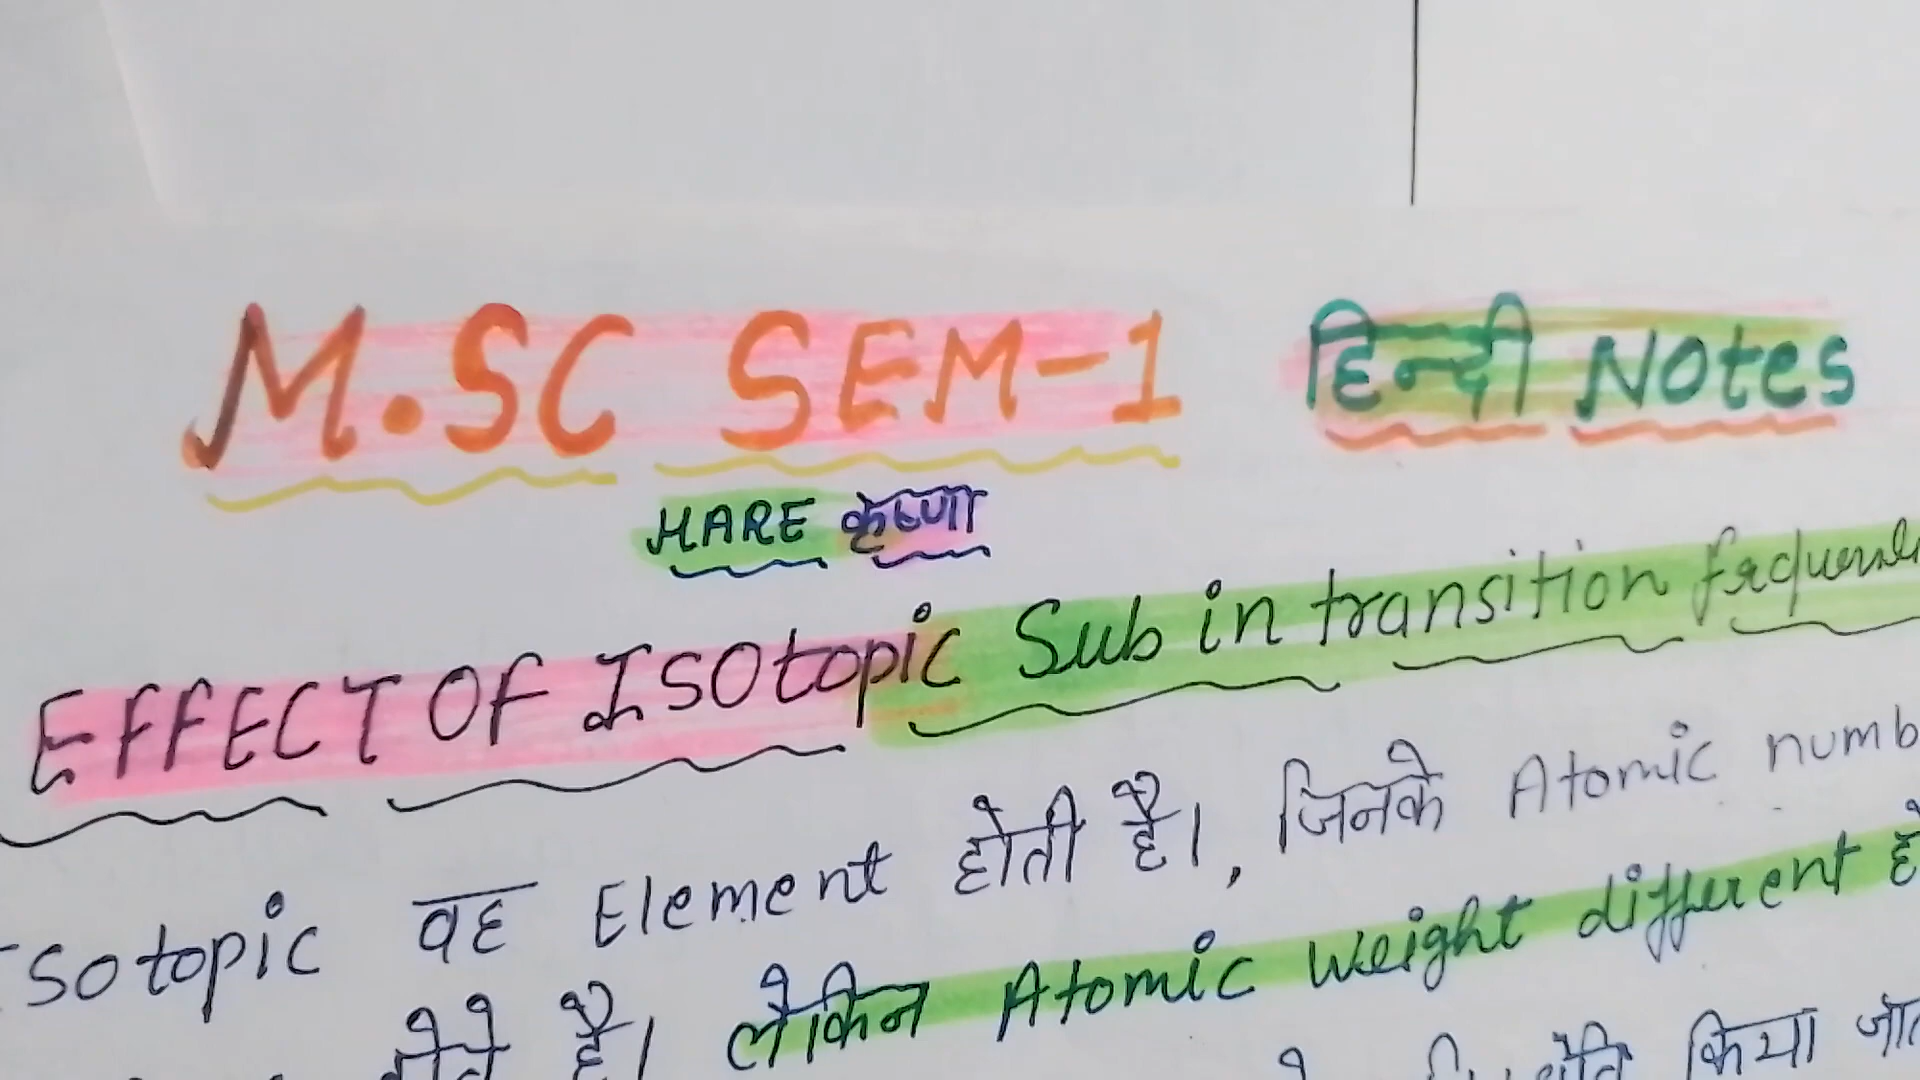 M.SC SEM-1 हिन्दी Notes
HARE कृष्णा
EFFECT OF ISOtopic Sub in transition
Isotopic वह Element होती है।, जिनके Atomic
होते है। लेकिन Atomic weight different
किया